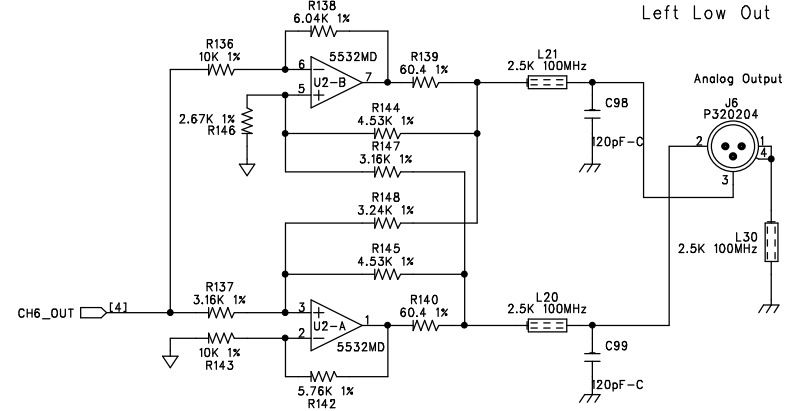 Left Low Out
R138
6.04K 1%
R136
10K 1%
6
5532MD
U2-B
7
5
R139
60.4 1%
L21
2.5K 100MHz
C98
120pF-C
Analog Output
J6
P320204
2
1
4
3
2.67K 1%
R146
R144
4.53K 1%
R147
3.16K 1%
R148
3.24K 1%
R145
4.53K 1%
L30
2.5K 100MHz
CH6_OUT
[4]
R137
3.16K 1%
3
U2-A
1
2
5532MD
R140
60.4 1%
L20
2.5K 100MHz
C99
120pF-C
10K 1%
R143
5.76K 1%
R142